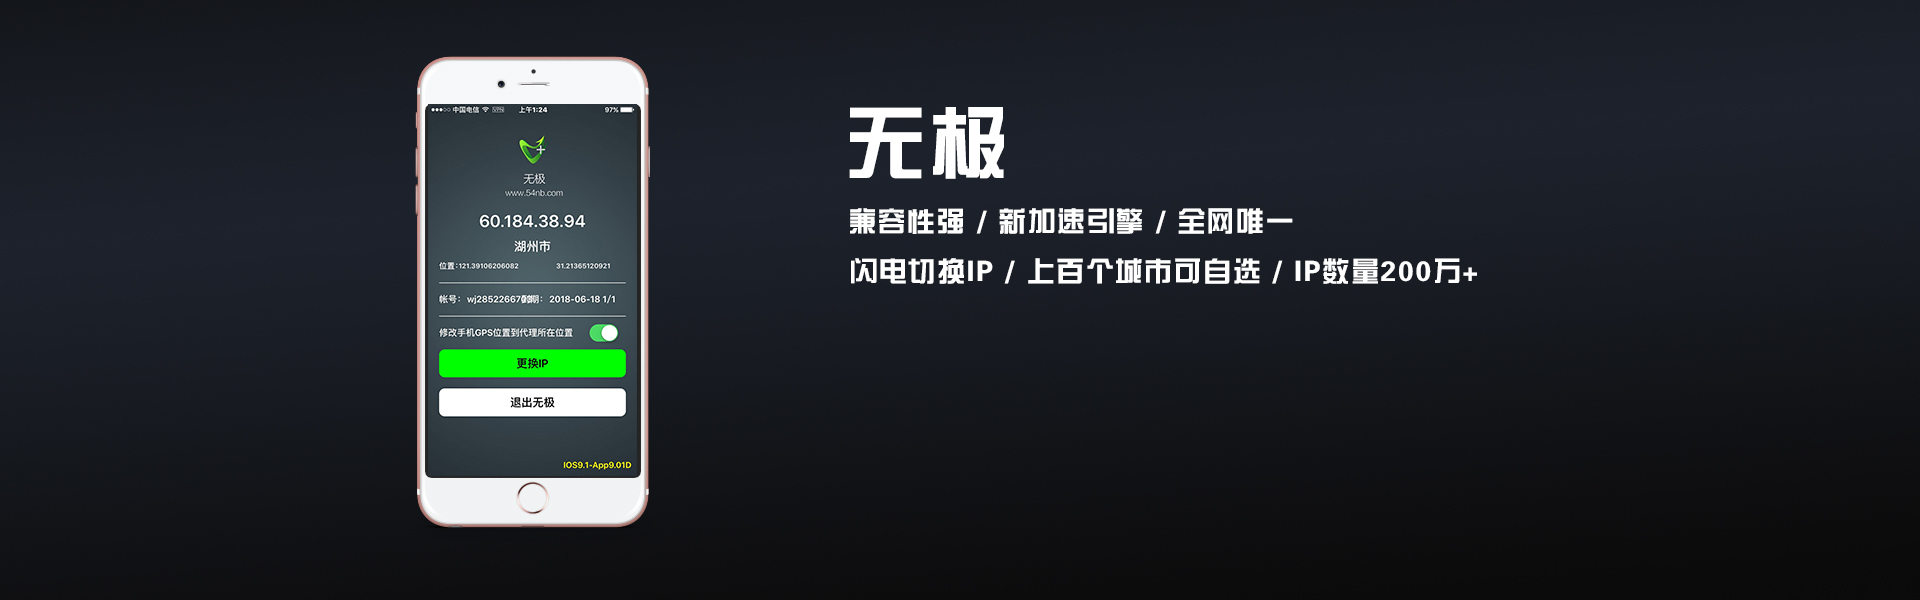 中国电信 VPN 上午1:24 97%
无极
www.54nb.com
60.184.38.94
湖州市
位置:121.39106206082 31.21365120921
帐号: wj28522667 期: 2018-06-18 1/1
修改手机GPS位置到代理所在位置
更换IP
退出无极
IOS9.1-App9.01D
无极
兼容性强 / 新加速引擎 / 全网唯一
闪电切换IP / 上百个城市可自选 / IP数量200万+